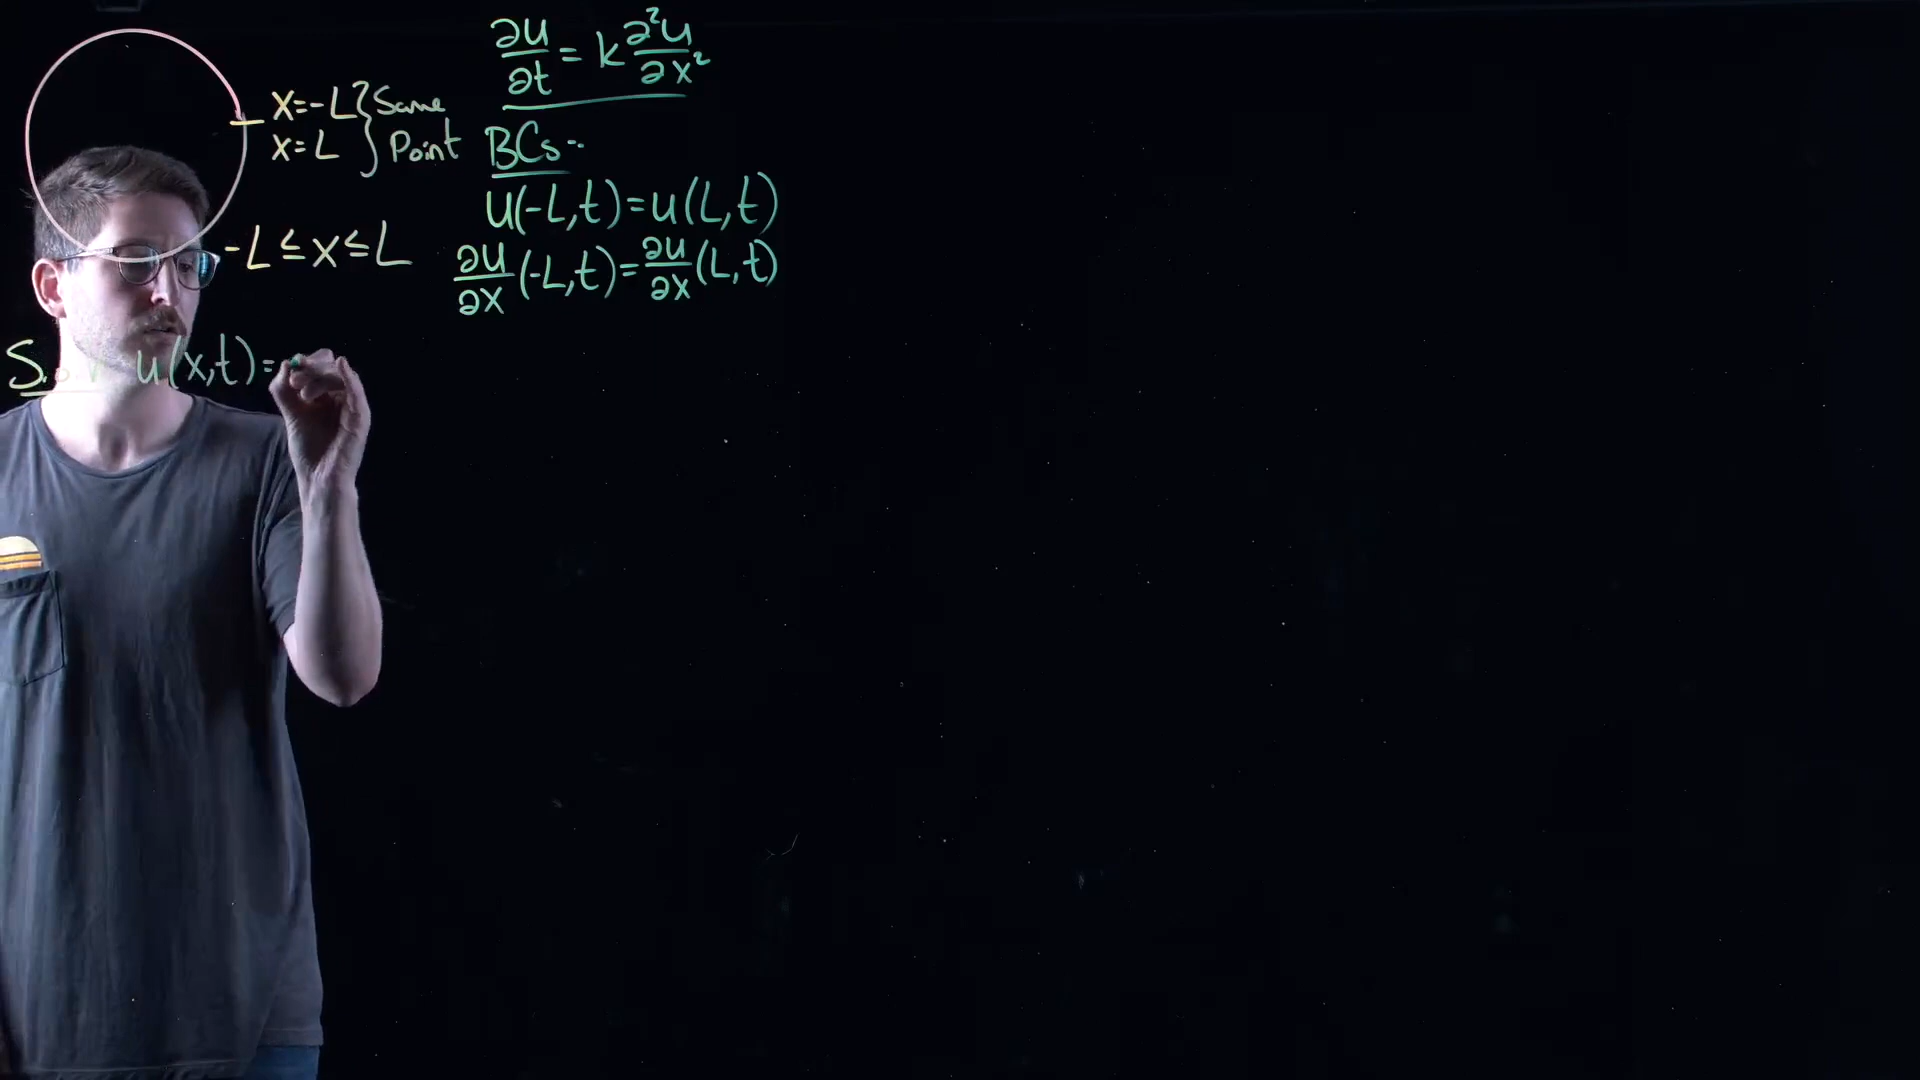 x=-L } Same
x=L } Point
-L ≤ x ≤ L
∂u/∂t = k ∂²u/∂x²
BCs--
u(-L,t)=u(L,t)
∂u/∂x (-L,t)=∂u/∂x (L,t)
S.o.V. u(x,t)=